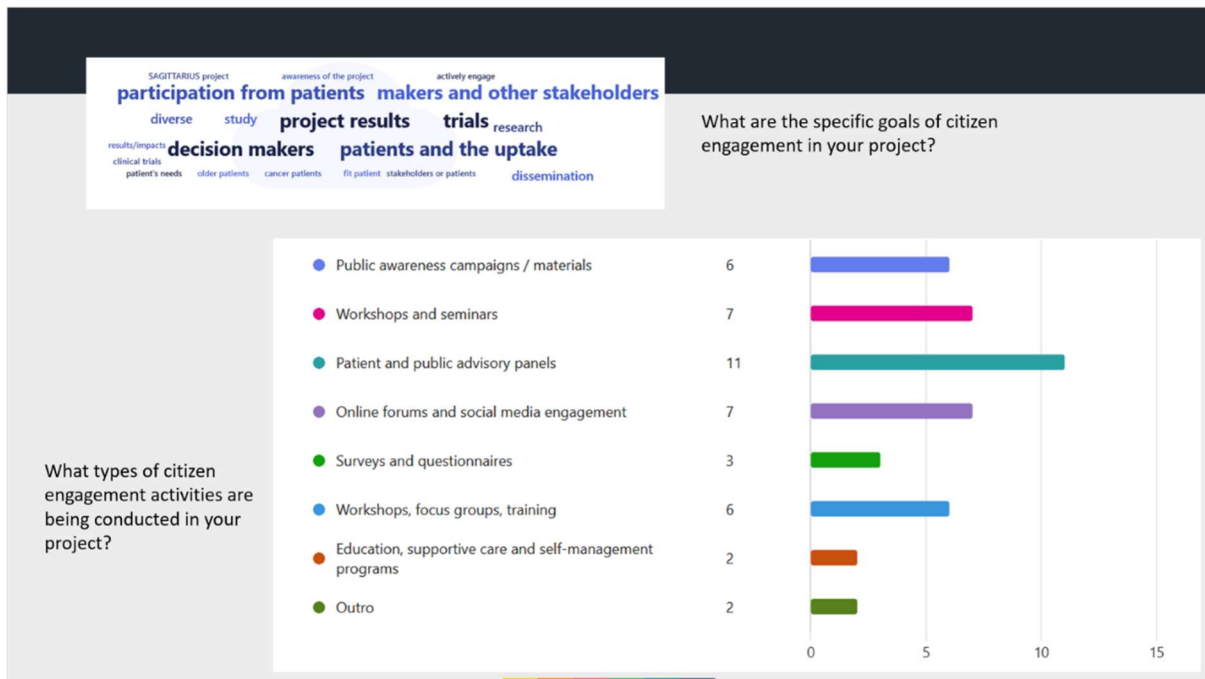 SAGITTARIUS project awareness of the project actively engage
participation from patients makers and other stakeholders
diverse study project results trials research
results/impacts decision makers patients and the uptake
clinical trials
patient's needs older patients cancer patients fit patient stakeholders or patients dissemination
What are the specific goals of citizen
engagement in your project?
What types of citizen
engagement activities are
being conducted in your
project?
Public awareness campaigns / materials 6
Workshops and seminars 7
Patient and public advisory panels 11
Online forums and social media engagement 7
Surveys and questionnaires 3
Workshops, focus groups, training 6
Education, supportive care and self-management
programs 2
Outro 2
0 5 10 15